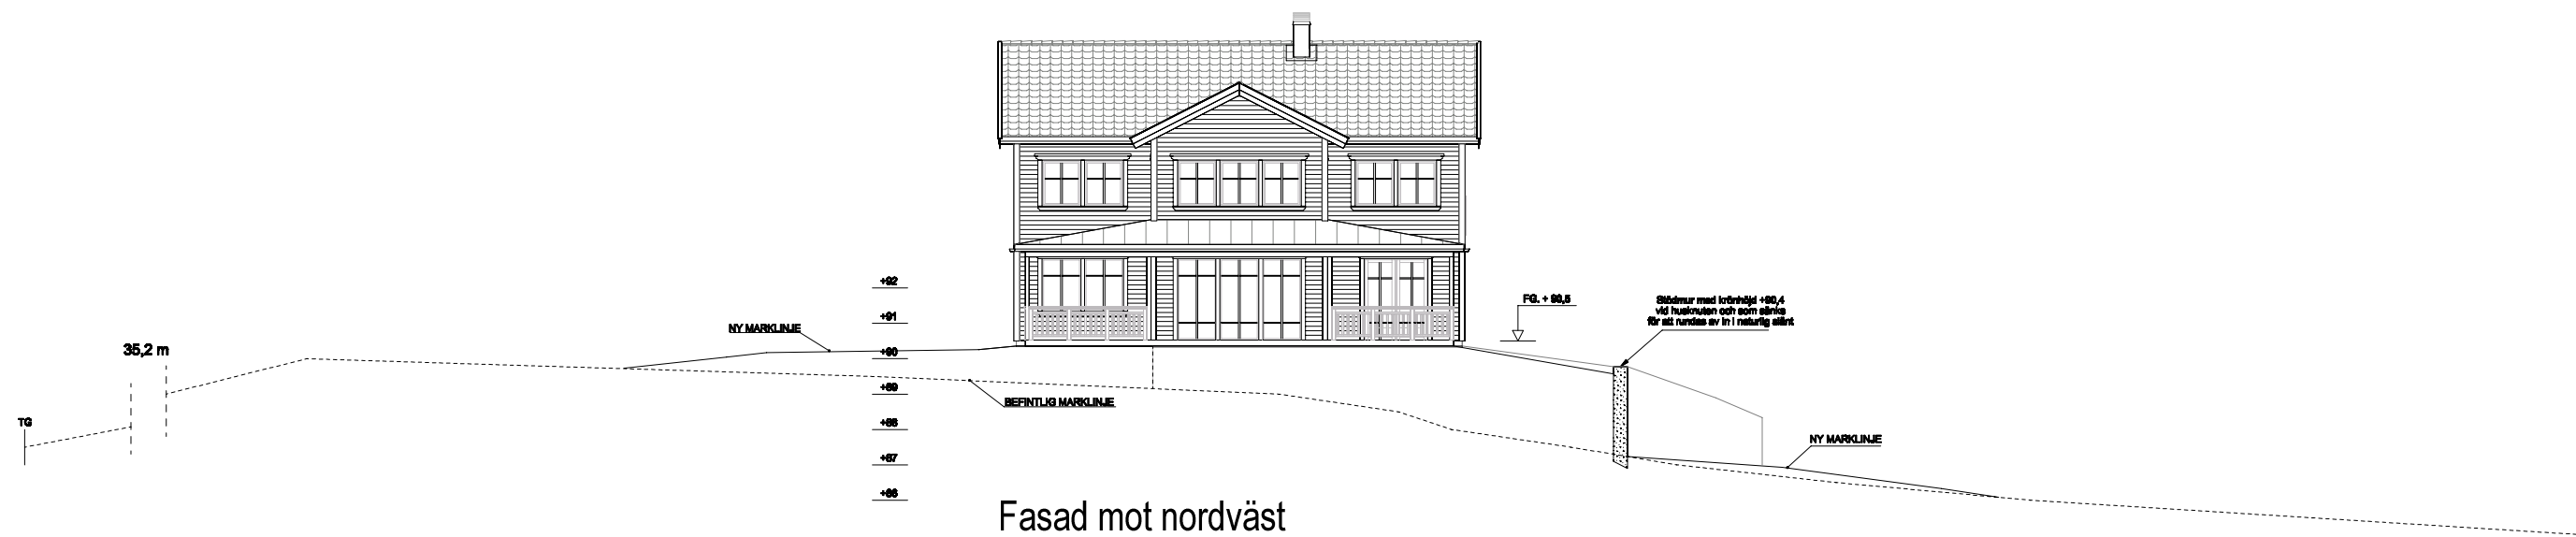 +92
+91
+90
+89
+88
+87
+86
NY MARKLINJE
35,2 m
TG
BEFINTLIG MARKLINJE
FG. + 90,5
Stödmur med krönhöjd +90,4
vid husknuten och som sänks
för att rundas av in i naturlig slänt
NY MARKLINJE
Fasad mot nordväst